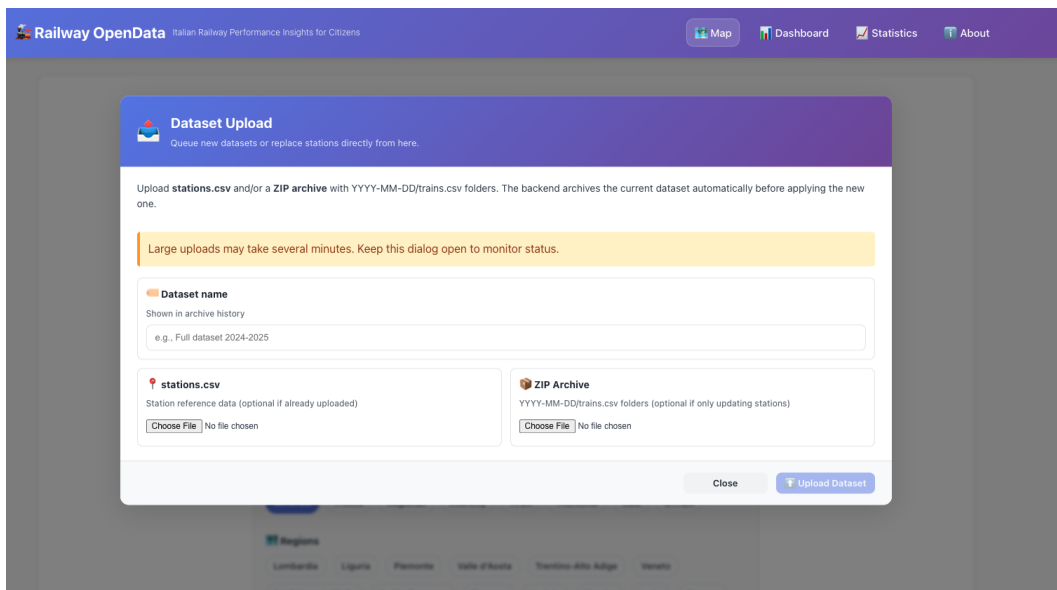 Railway OpenData Italian Railway Performance Insights for Citizens Map Dashboard Statistics About
Dataset Upload
Queue new datasets or replace stations directly from here.
Upload stations.csv and/or a ZIP archive with YYYY-MM-DD/trains.csv folders. The backend archives the current dataset automatically before applying the new
one.
Large uploads may take several minutes. Keep this dialog open to monitor status.
Dataset name
Shown in archive history
e.g., Full dataset 2024-2025
stations.csv
Station reference data (optional if already uploaded)
Choose File No file chosen
ZIP Archive
YYYY-MM-DD/trains.csv folders (optional if only updating stations)
Choose File No file chosen
Close Upload Dataset
Regions
Lombardia Liguria Piemonte Valle d'Aosta Trentino-Alto Adige Veneto